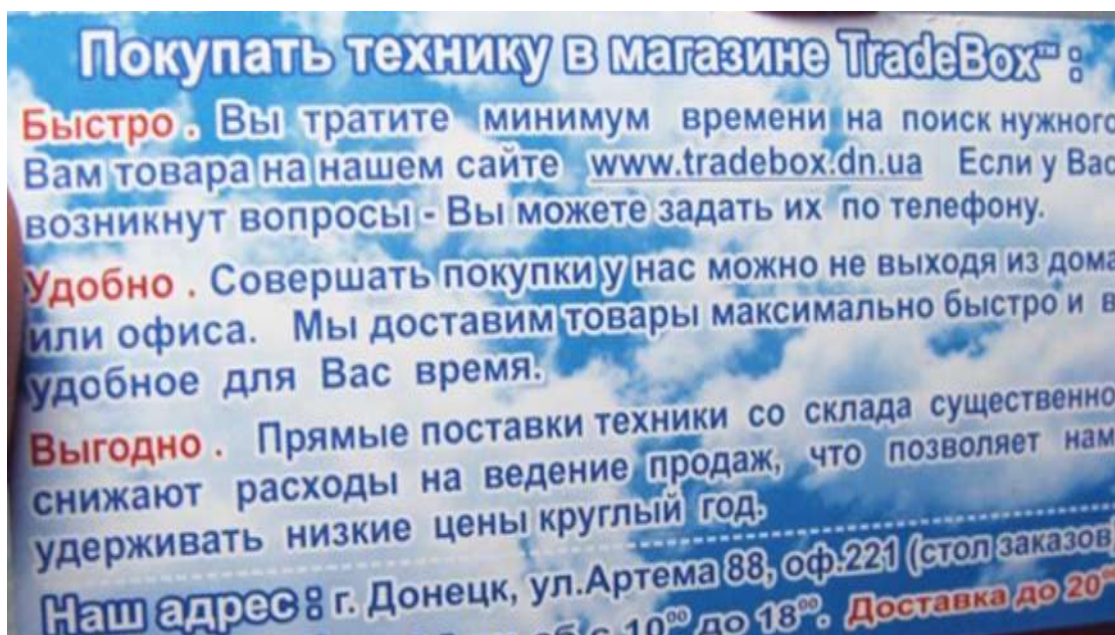 Покупать технику в магазине TradeBox™:
Быстро. Вы тратите минимум времени на поиск нужного
Вам товара на нашем сайте www.tradebox.dn.ua Если у Вас
возникнут вопросы - Вы можете задать их по телефону.
Удобно. Совершать покупки у нас можно не выходя из дома
или офиса. Мы доставим товары максимально быстро и в
удобное для Вас время.
Выгодно. Прямые поставки техники со склада существенно
снижают расходы на ведение продаж, что позволяет нам
удерживать низкие цены круглый год.
Наш адрес: г. Донецк, ул.Артема 88, оф.221 (стол заказов
с 10⁰⁰ до 18⁰⁰. Доставка до 20⁰⁰